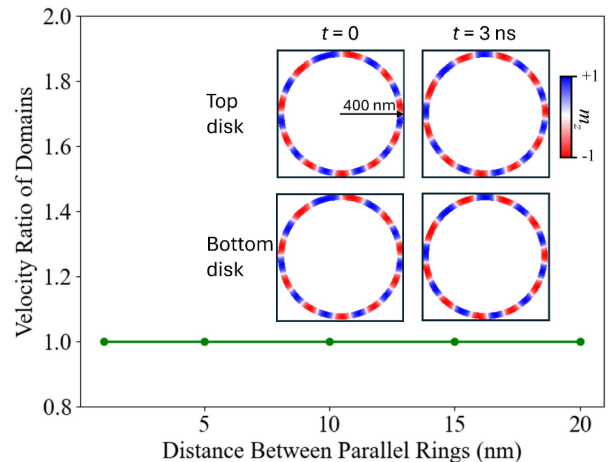 t = 0
t = 3 ns
Top
disk
400 nm
+1
m_z
-1
Bottom
disk
2.0
1.8
1.6
1.4
1.2
1.0
0.8
Velocity Ratio of Domains
5
10
15
20
Distance Between Parallel Rings (nm)